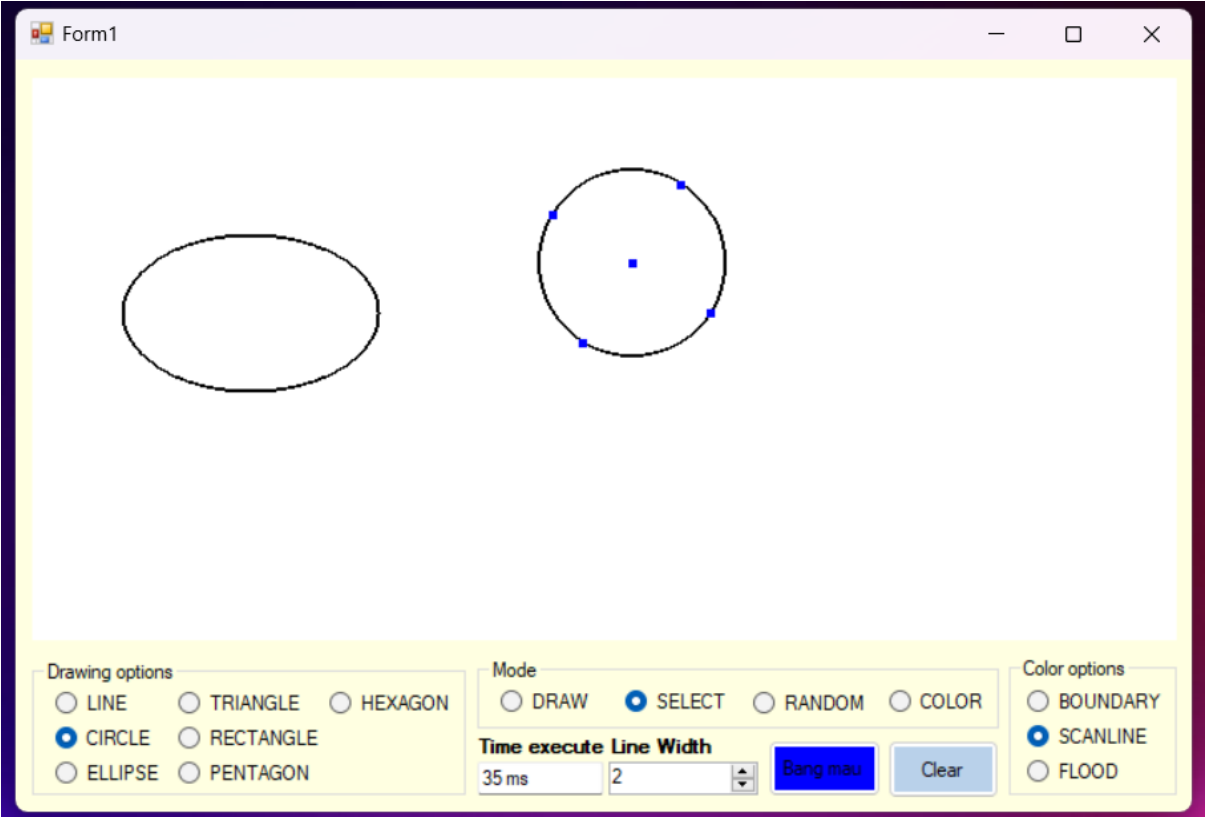 Form1
Drawing options
LINE TRIANGLE HEXAGON
CIRCLE RECTANGLE
ELLIPSE PENTAGON
Mode
DRAW SELECT RANDOM COLOR
Time execute Line Width
35 ms 2
Bang mau
Clear
Color options
BOUNDARY
SCANLINE
FLOOD